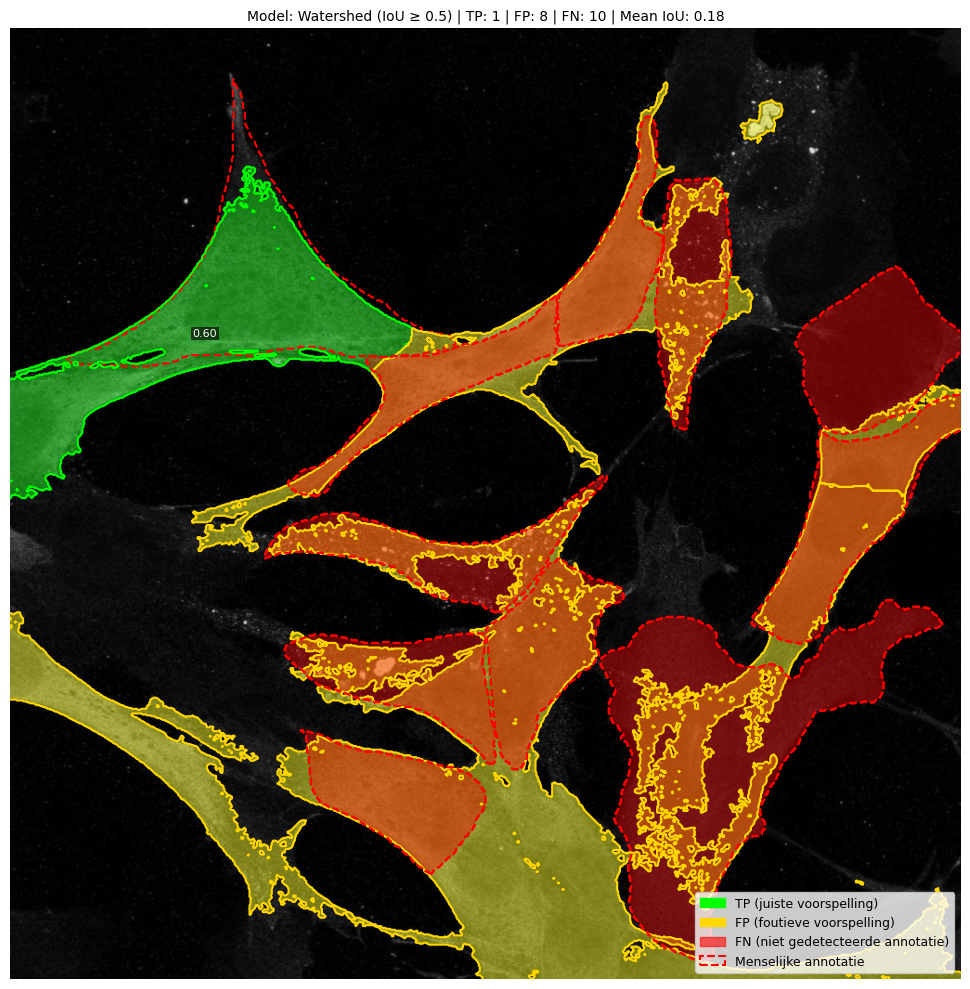 Model: Watershed (IoU ≥ 0.5) | TP: 1 | FP: 8 | FN: 10 | Mean IoU: 0.18
0.60
TP (juiste voorspelling)
FP (foutieve voorspelling)
FN (niet gedetecteerde annotatie)
Menselijke annotatie